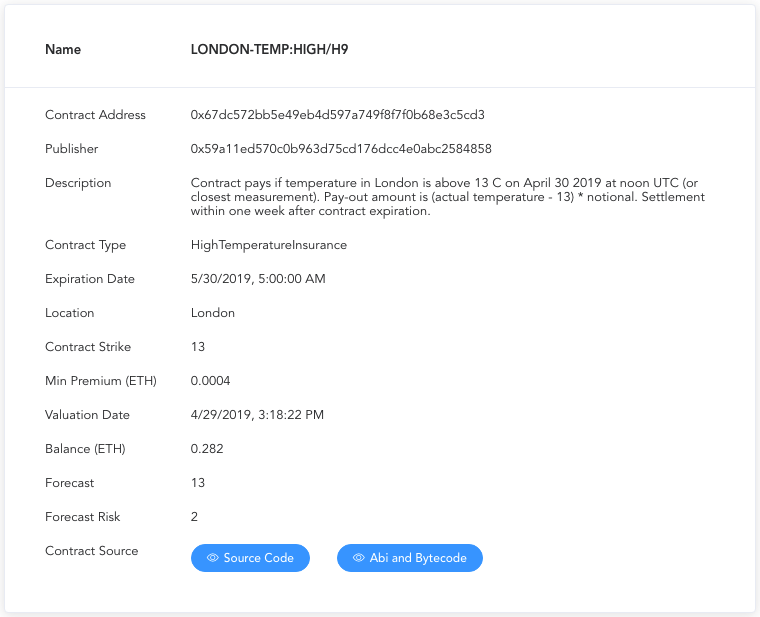 Name LONDON-TEMP:HIGH/H9
Contract Address 0x67dc572bb5e49eb4d597a749f8f7f0b68e3c5cd3
Publisher 0x59a11ed570c0b963d75cd176dcc4e0abc2584858
Description Contract pays if temperature in London is above 13 C on April 30 2019 at noon UTC (or
closest measurement). Pay-out amount is (actual temperature - 13) * notional. Settlement
within one week after contract expiration.
Contract Type HighTemperatureInsurance
Expiration Date 5/30/2019, 5:00:00 AM
Location London
Contract Strike 13
Min Premium (ETH) 0.0004
Valuation Date 4/29/2019, 3:18:22 PM
Balance (ETH) 0.282
Forecast 13
Forecast Risk 2
Contract Source Source Code Abi and Bytecode